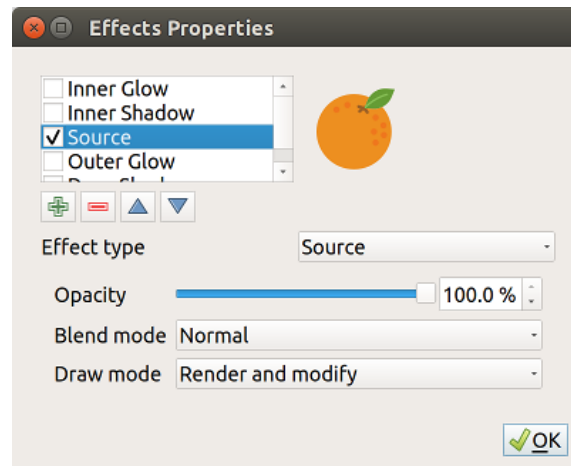 Effects Properties
Inner Glow
Inner Shadow
Source
Outer Glow
Effect type
Source
Opacity
100.0 %
Blend mode
Normal
Draw mode
Render and modify
OK